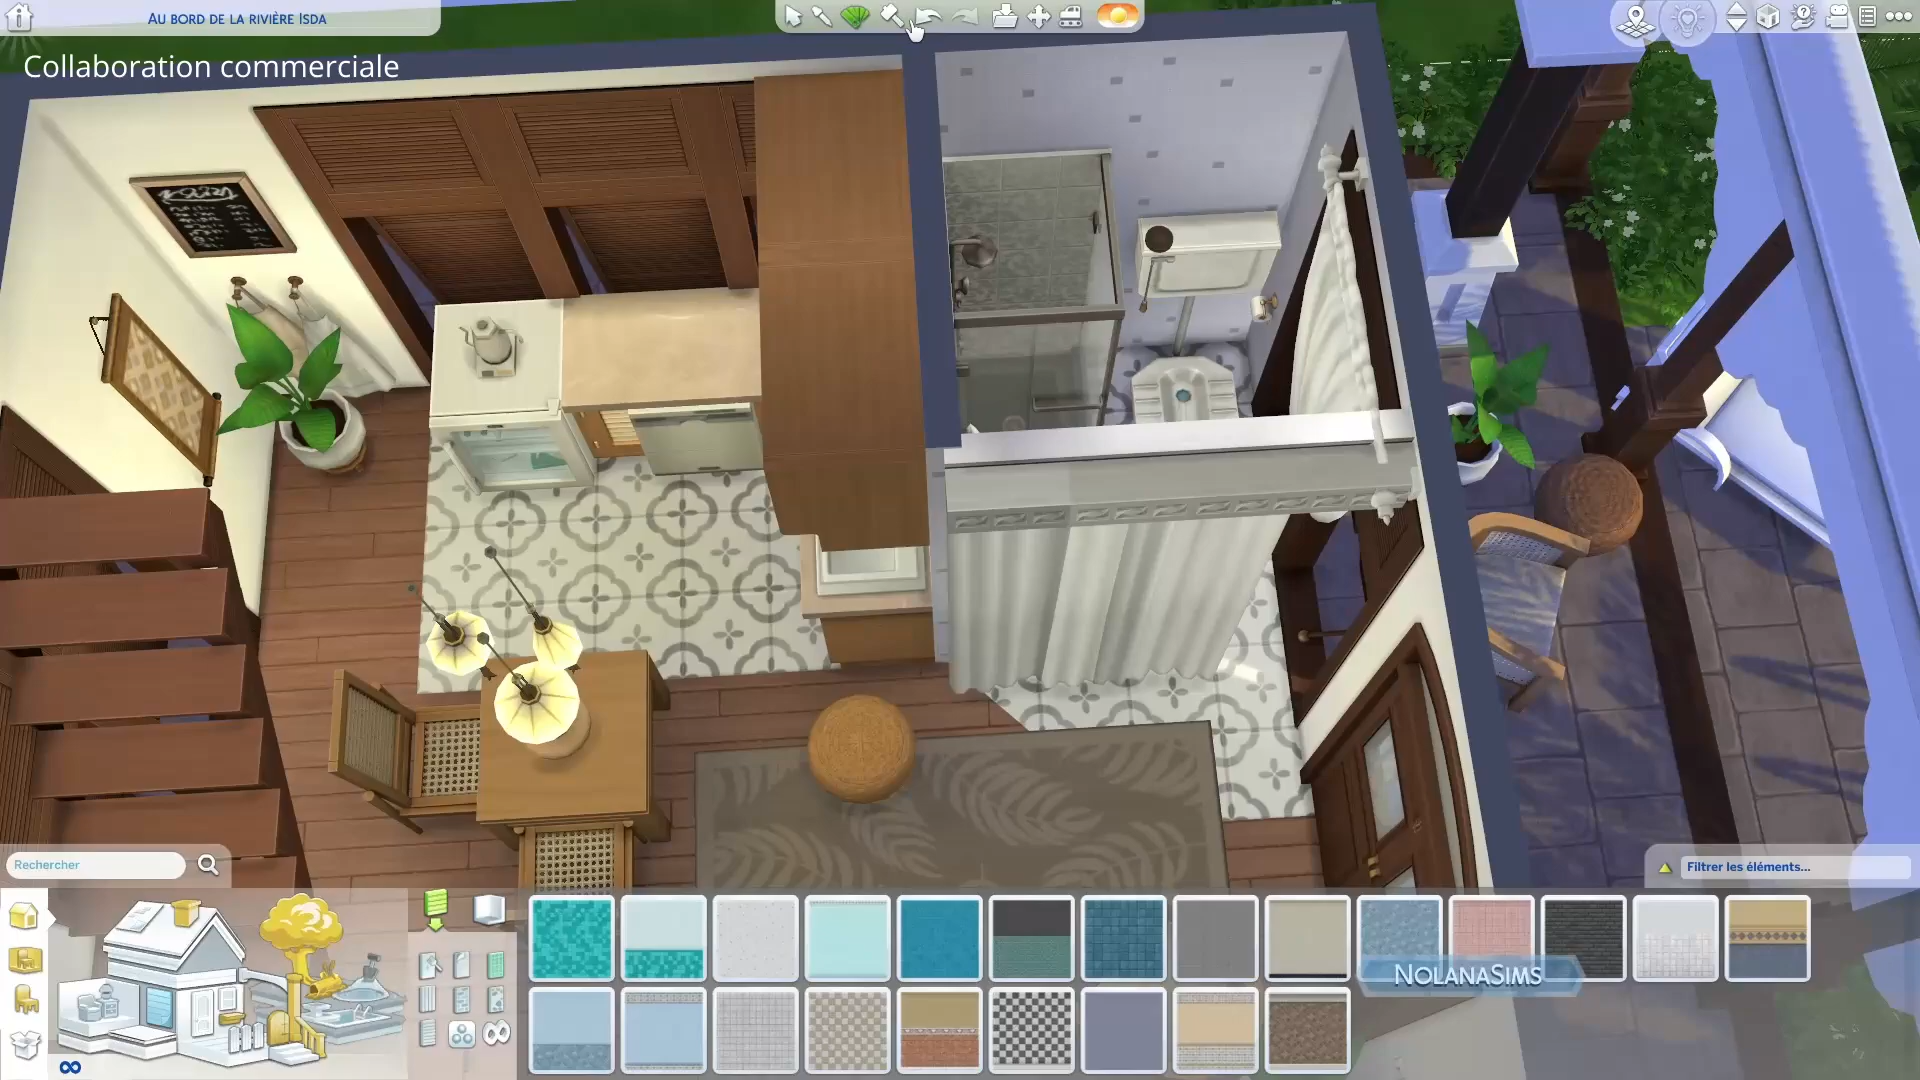 Au bord de la rivière Isda
Collaboration commerciale
Rechercher
Filtrer les éléments...
NolanaSims